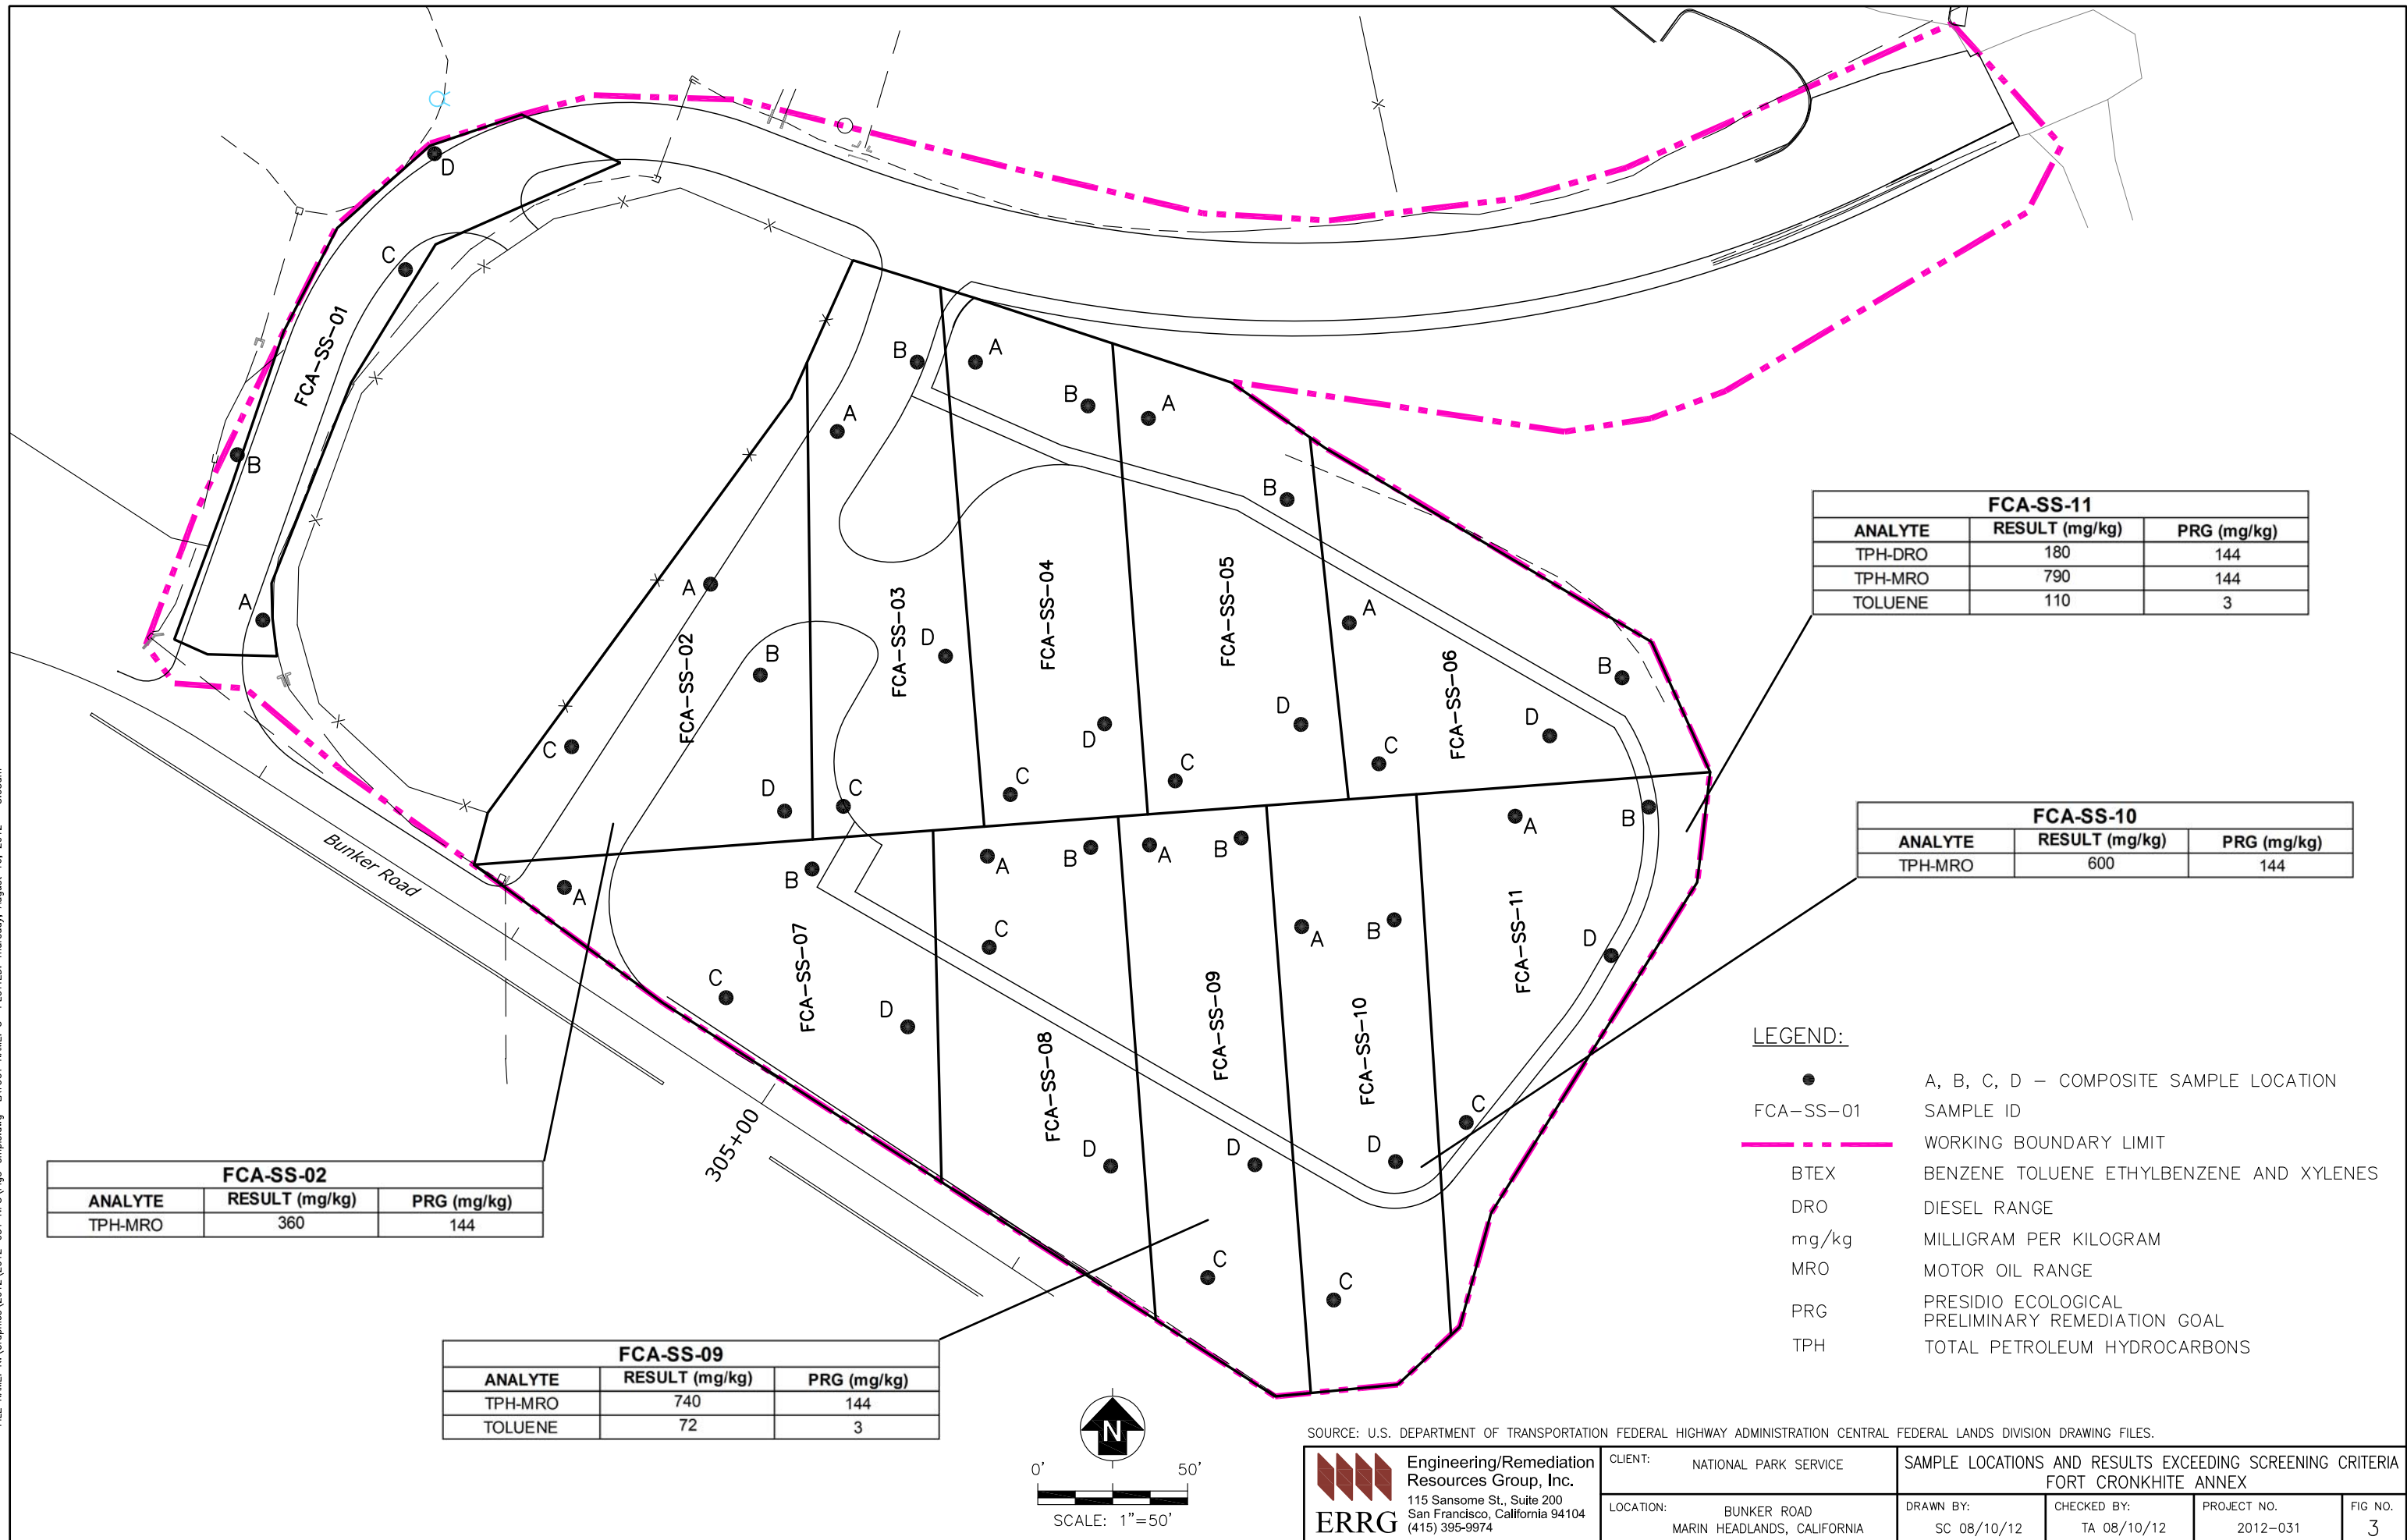 D
C
FCA-SS-01
B
A
B
A
B
A
A
B
FCA-SS-02
A
B
C
D
FCA-SS-03
D
C
FCA-SS-04
D
C
FCA-SS-05
D
C
FCA-SS-06
A
B
D
C
FCA-SS-11
ANALYTE RESULT (mg/kg) PRG (mg/kg)
TPH-DRO 180 144
TPH-MRO 790 144
TOLUENE 110 3
FCA-SS-10
ANALYTE RESULT (mg/kg) PRG (mg/kg)
TPH-MRO 600 144
Bunker Road
A
B
FCA-SS-07
C
D
A
B
C
FCA-SS-08
D
A
B
FCA-SS-09
D
C
A
B
FCA-SS-10
D
C
A
B
FCA-SS-11
D
C
305+00
FCA-SS-02
ANALYTE RESULT (mg/kg) PRG (mg/kg)
TPH-MRO 360 144
FCA-SS-09
ANALYTE RESULT (mg/kg) PRG (mg/kg)
TPH-MRO 740 144
TOLUENE 72 3
LEGEND:
A, B, C, D - COMPOSITE SAMPLE LOCATION
FCA-SS-01 SAMPLE ID
WORKING BOUNDARY LIMIT
BTEX BENZENE TOLUENE ETHYLBENZENE AND XYLENES
DRO DIESEL RANGE
mg/kg MILLIGRAM PER KILOGRAM
MRO MOTOR OIL RANGE
PRG PRESIDIO ECOLOGICAL
PRELIMINARY REMEDIATION GOAL
TPH TOTAL PETROLEUM HYDROCARBONS
N
0' 50'
SCALE: 1"=50'
SOURCE: U.S. DEPARTMENT OF TRANSPORTATION FEDERAL HIGHWAY ADMINISTRATION CENTRAL FEDERAL LANDS DIVISION DRAWING FILES.
ERRG
Engineering/Remediation
Resources Group, Inc.
115 Sansome St., Suite 200
San Francisco, California 94104
(415) 395-9974
CLIENT: NATIONAL PARK SERVICE
LOCATION: BUNKER ROAD
MARIN HEADLANDS, CALIFORNIA
SAMPLE LOCATIONS AND RESULTS EXCEEDING SCREENING CRITERIA
FORT CRONKHITE ANNEX
DRAWN BY:
SC 08/10/12
CHECKED BY:
TA 08/10/12
PROJECT NO.
2012-031
FIG NO.
3